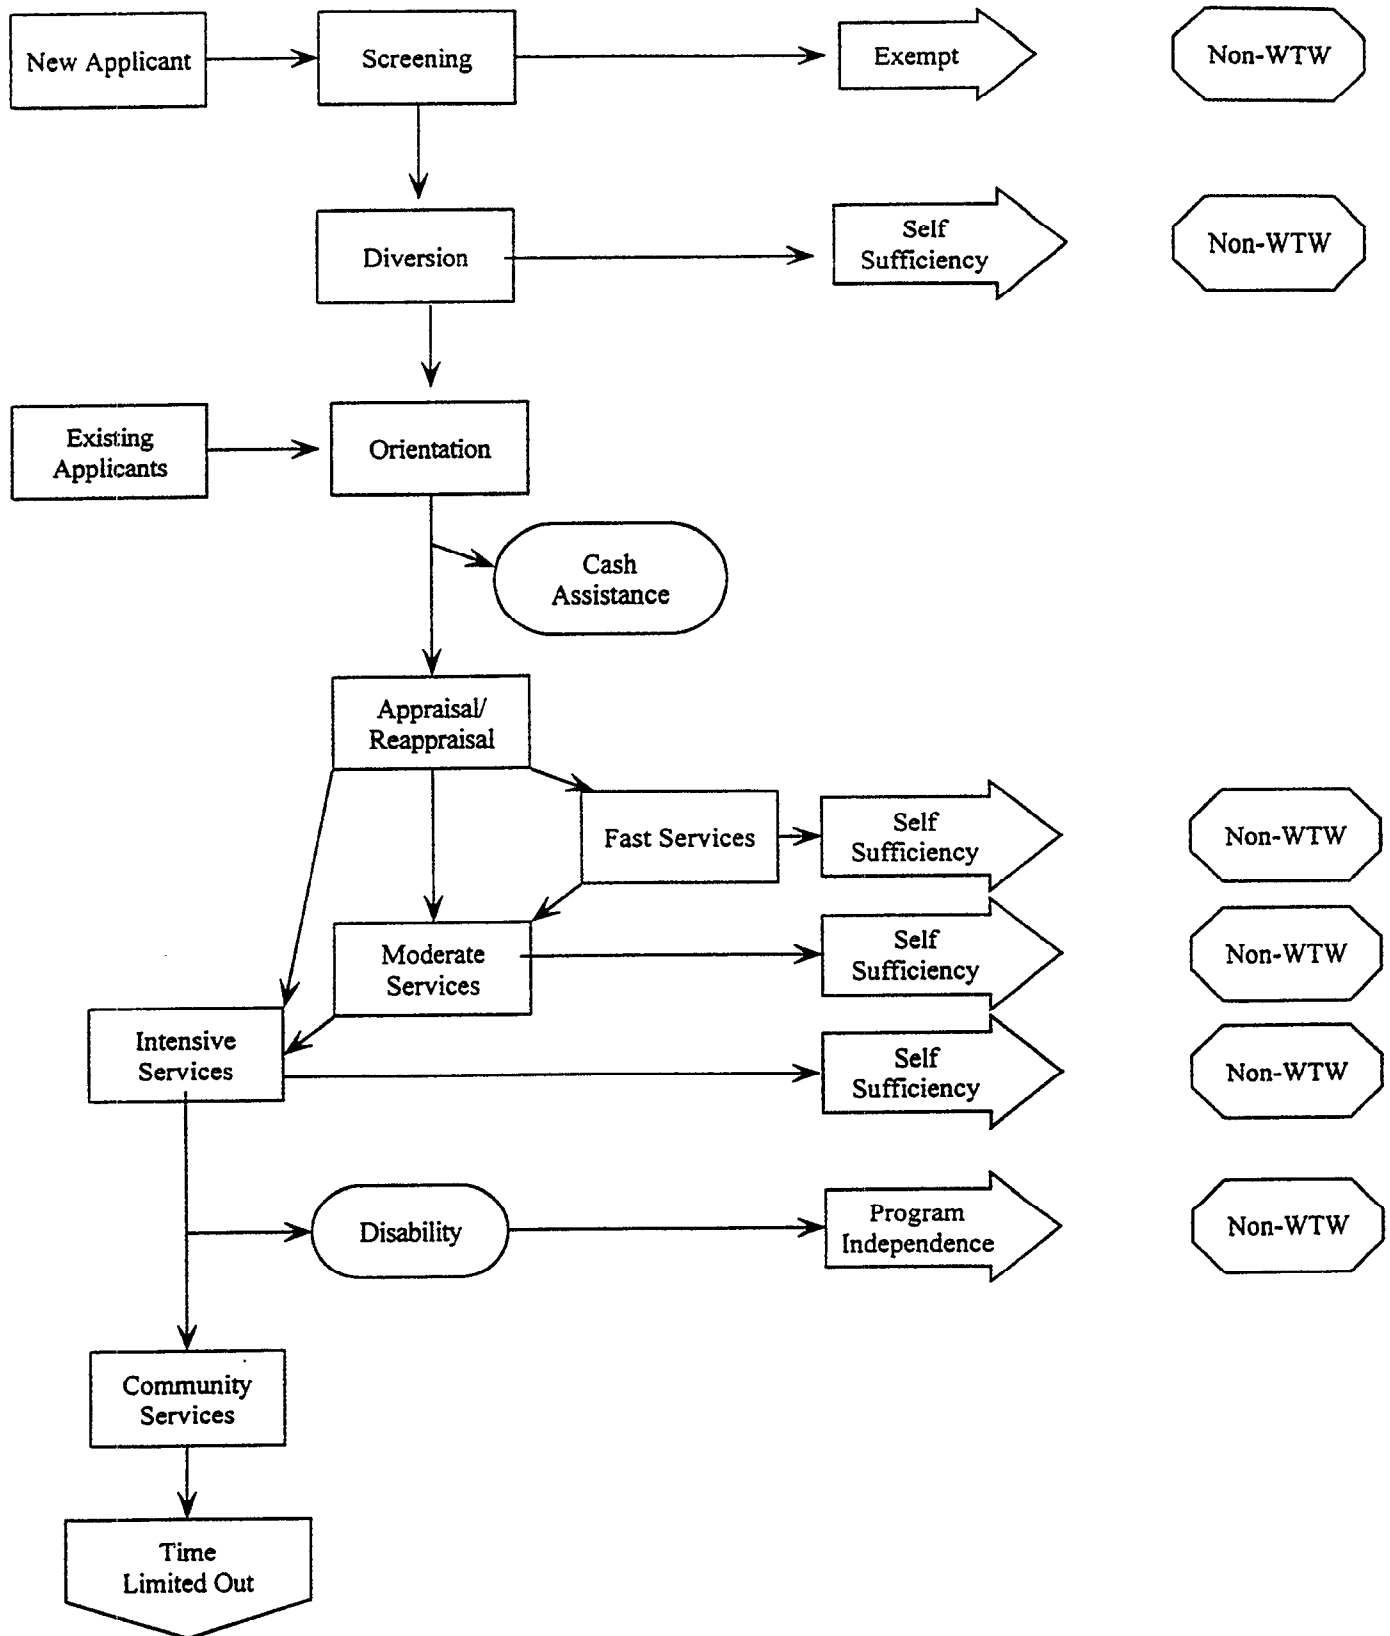 New Applicant
Screening
Exempt
Non-WTW
Diversion
Self
Sufficiency
Non-WTW
Existing
Applicants
Orientation
Cash
Assistance
Appraisal/
Reappraisal
Fast Services
Self
Sufficiency
Non-WTW
Moderate
Services
Self
Sufficiency
Non-WTW
Intensive
Services
Self
Sufficiency
Non-WTW
Disability
Program
Independence
Non-WTW
Community
Services
Time
Limited Out